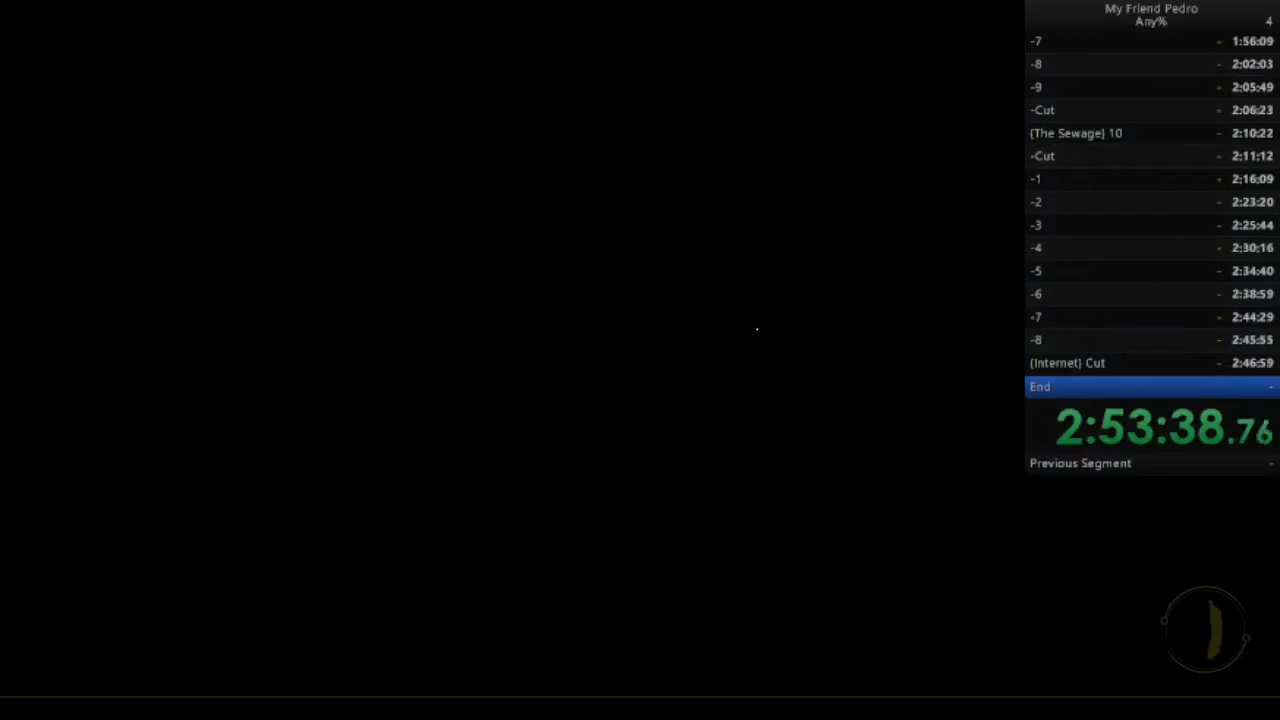 My Friend Pedro
Any% 4
-7 - 1:56:09
-8 - 2:02:03
-9 - 2:05:49
-Cut - 2:06:23
{The Sewage} 10 - 2:10:22
-Cut - 2:11:12
-1 - 2:16:09
-2 - 2:23:20
-3 - 2:25:44
-4 - 2:30:16
-5 - 2:34:40
-6 - 2:38:59
-7 - 2:44:29
-8 - 2:45:55
{Internet} Cut - 2:46:59
End -
2:53:38.76
Previous Segment -